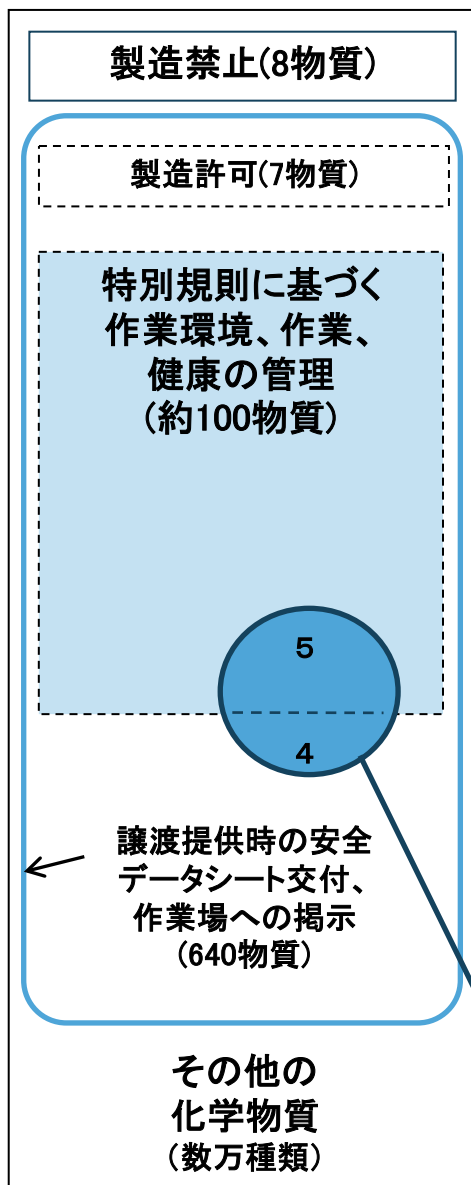 製造禁止(8物質)
製造許可(7物質)
特別規則に基づく
作業環境、作業、
健康の管理
(約100物質)
5
4
譲渡提供時の安全
データシート交付、
作業場への掲示
(640物質)
その他の
化学物質
(数万種類)